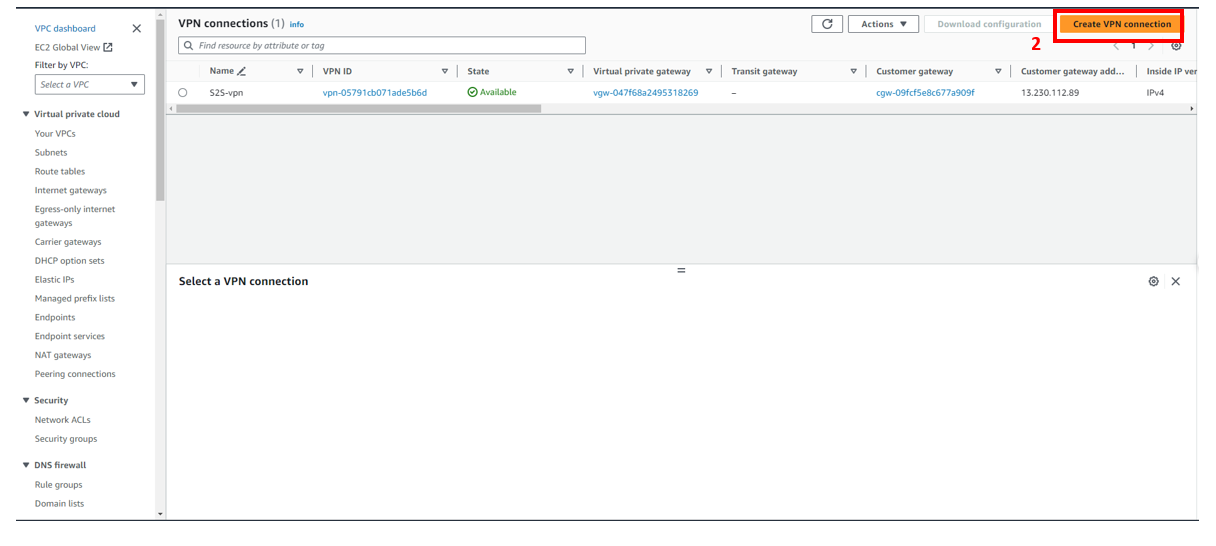 VPC dashboard
EC2 Global View
Filter by VPC:
Select a VPC
Virtual private cloud
Your VPCs
Subnets
Route tables
Internet gateways
Egress-only internet
gateways
Carrier gateways
DHCP option sets
Elastic IPs
Managed prefix lists
Endpoints
Endpoint services
NAT gateways
Peering connections
Security
Network ACLs
Security groups
DNS firewall
Rule groups
Domain lists
VPN connections (1) info
Actions
Download configuration
Create VPN connection
2
Find resource by attribute or tag
1
Name VPN ID State Virtual private gateway Transit gateway Customer gateway Customer gateway add... Inside IP ver
S2S-vpn vpn-05791cb071ade5b6d Available vgw-047f68a2495318269 – cgw-09fcf5e8c677a909f 13.230.112.89 IPv4
Select a VPN connection